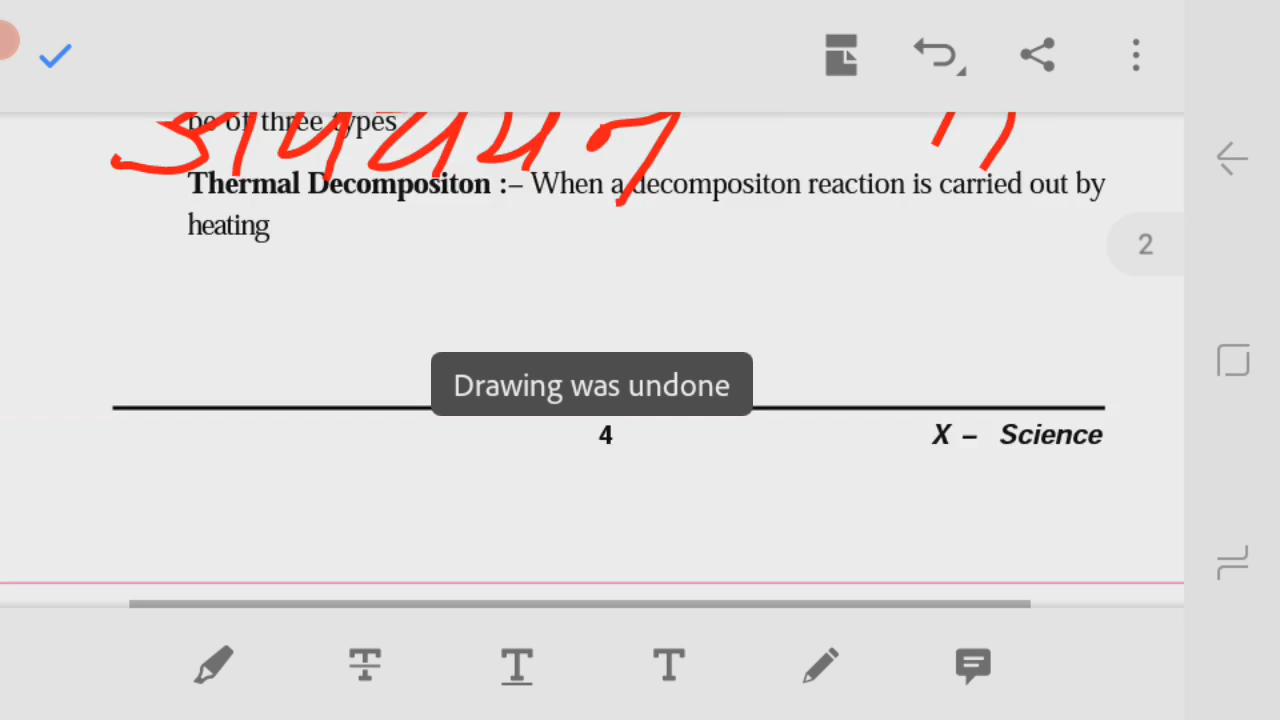 be of three types
Thermal Decompositon :– When a decompositon reaction is carried out by
heating
2
Drawing was undone
4
X – Science